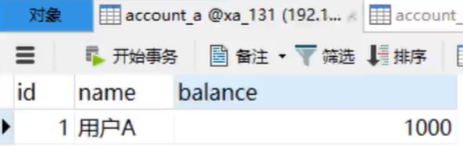 对象 account_a @xa_131 (192.1... account_
开始事务 备注 筛选 排序
id name balance
1 用户A 1000